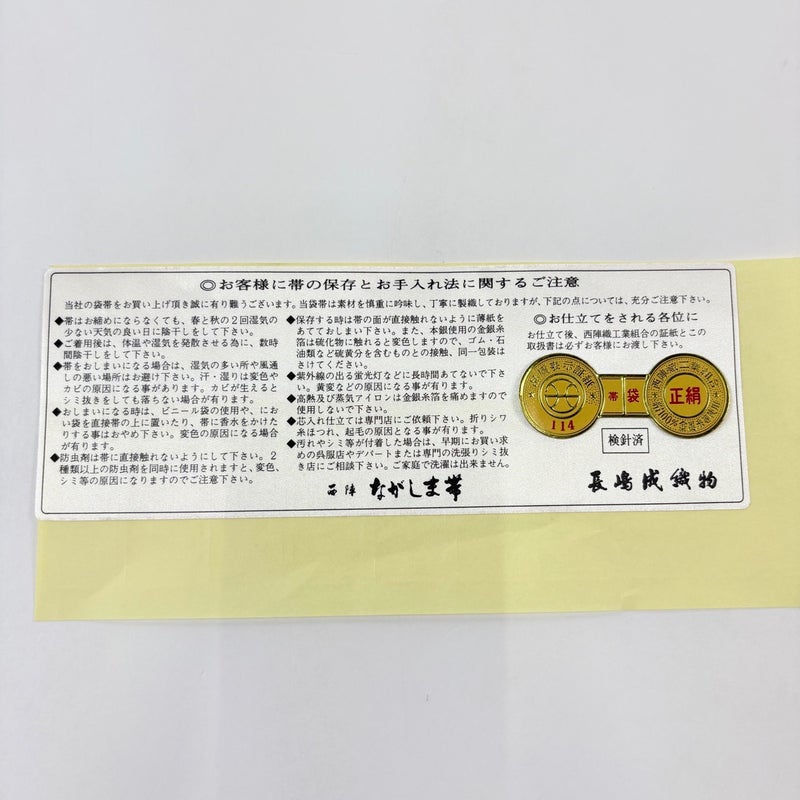 ◎お客様に帯の保存とお手入れ法に関するご注意
当社の袋帯をお買い上げ頂き誠に有り難うございます。当袋帯は素材を慎重に吟味し、丁寧に製織しておりますが、下記の点については、充分ご注意下さい。
◆帯はお締めにならなくても、春と秋の2回湿気の
少ない天気の良い日に陰干しをして下さい。
◆ご着用後は、体温や湿気を発散させる為に、数時
間陰干しをして下さい。
◆帯をおしまいになる場合は、湿気の多い所や風通
しの悪い場所はお避け下さい。汗・湿りは変色や
カビの原因になる事があります。カビが生えると
シミ抜きをしても落ちない場合が有ります。
◆おしまいになる時は、ビニール袋の使用や、におい
い袋を直接帯の上に置いたり、帯に香水をかけた
りする事はおやめ下さい。変色の原因になる場合
が有ります。
◆防虫剤は帯に直接触れないようにして下さい。2
種類以上の防虫剤を同時に使用されますと、変色、
シミ等の原因になりますのでご注意下さい。
◆保存する時は帯の面が直接触れないように薄紙を
あてておしまい下さい。また、本銀使用の金銀糸
箔は硫化物に触れると変色しますので、ゴム・石
油類など硫黄分を含むものとの接触、同一包装は
さけてください。
◆紫外線の出る蛍光灯などに長時間あてないで下さ
い。黄変などの原因になる事が有ります。
◆高熱及び蒸気アイロンは金銀糸箔を痛めますので
使用しないで下さい。
◆芯入れ仕立ては専門店にご依頼下さい。折りシワ
糸ほつれ、起毛の原因となる事が有ります。
◆汚れやシミ等が付着した場合は、早期にお買い求
めの呉服店やデパートまたは専門の洗張りシミ抜
き店にご相談下さい。ご家庭で洗濯は出来ません。
西陣 ながしま帯
◎お仕立てをされる各位に
お仕立て後、西陣織工業組合の証紙とこの
取扱書は必ずお客様にお渡し下さい。
114
帯袋
正絹
検針済
長嶋成織物